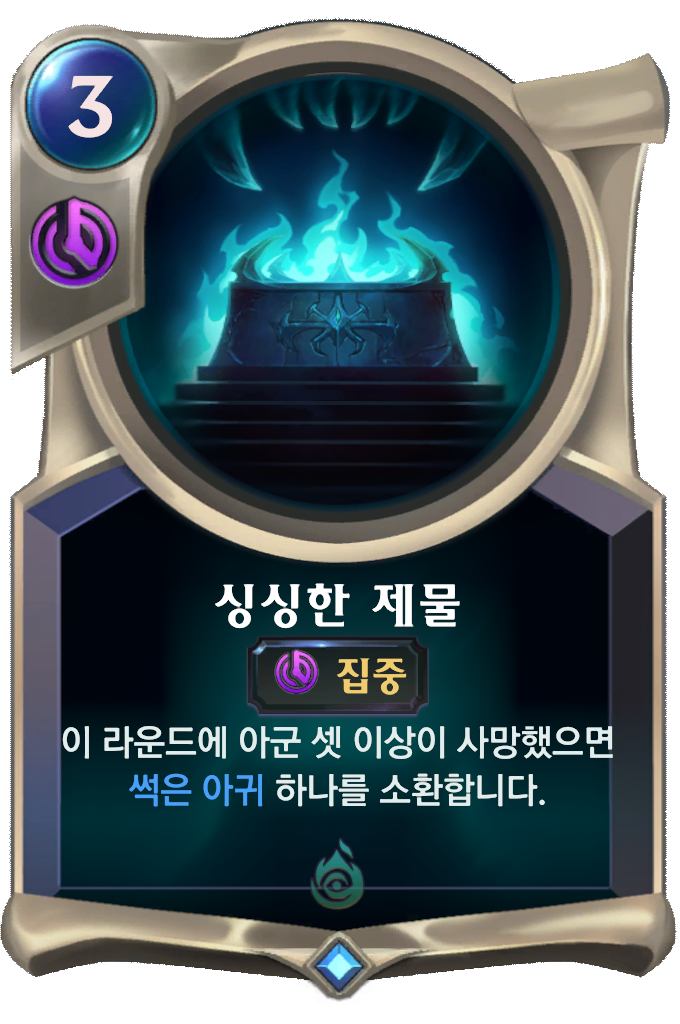 3
싱싱한 제물
집중
이 라운드에 아군 셋 이상이 사망했으면
썩은 아귀 하나를 소환합니다.